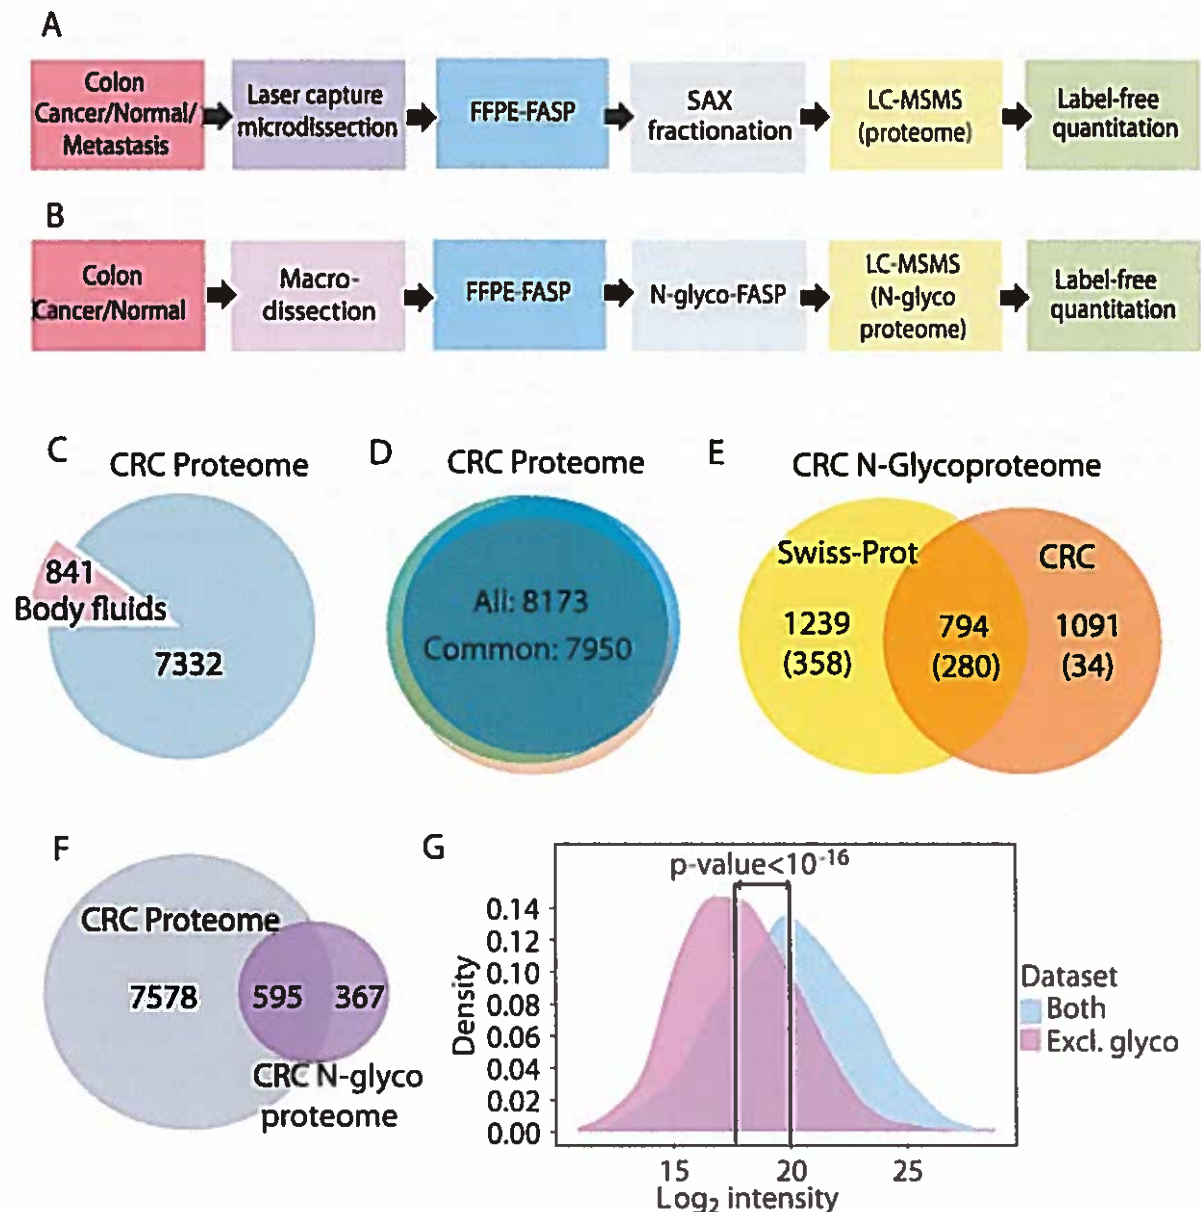 A
Colon
Cancer/Normal/
Metastasis
Laser capture
microdissection
FFPE-FASP
SAX
fractionation
LC-MSMS
(proteome)
Label-free
quantitation
B
Colon
Cancer/Normal
Macro-
dissection
FFPE-FASP
N-glyco-FASP
LC-MSMS
(N-glyco
proteome)
Label-free
quantitation
C
CRC Proteome
841
Body fluids
7332
D
CRC Proteome
All: 8173
Common: 7950
E
CRC N-Glycoproteome
Swiss-Prot
CRC
1239
(358)
794
(280)
1091
(34)
F
CRC Proteome
7578
595
367
CRC N-glyco
proteome
G
p-value<10⁻¹⁶
Density
0.14
0.12
0.10
0.08
0.06
0.04
0.02
0.00
15
20
25
Log₂ intensity
Dataset
Both
Excl. glyco